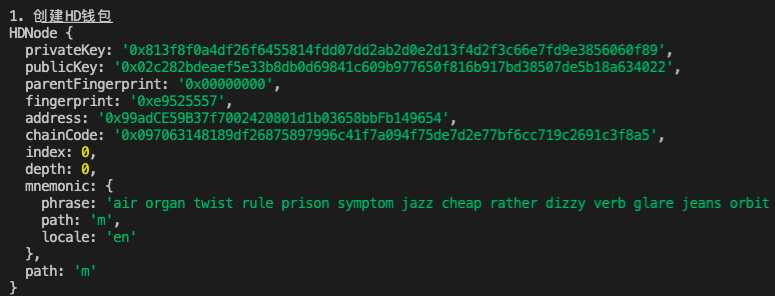 1. 创建HD钱包
HDNode {
privateKey: '0x813f8f0a4df26f6455814fdd07dd2ab2d0e2d13f4d2f3c66e7fd9e3856060f89',
publicKey: '0x02c282bdeaef5e33b8db0d69841c609b977650f816b917bd38507de5b18a634022',
parentFingerprint: '0x00000000',
fingerprint: '0xe9525557',
address: '0x99adCE59B37f7002420801d1b03658bbFb149654',
chainCode: '0x097063148189df26875897996c41f7a094f75de7d2e77bf6cc719c2691c3f8a5',
index: 0,
depth: 0,
mnemonic: {
phrase: 'air organ twist rule prison symptom jazz cheap rather dizzy verb glare jeans orbit
path: 'm',
locale: 'en'
},
path: 'm'
}